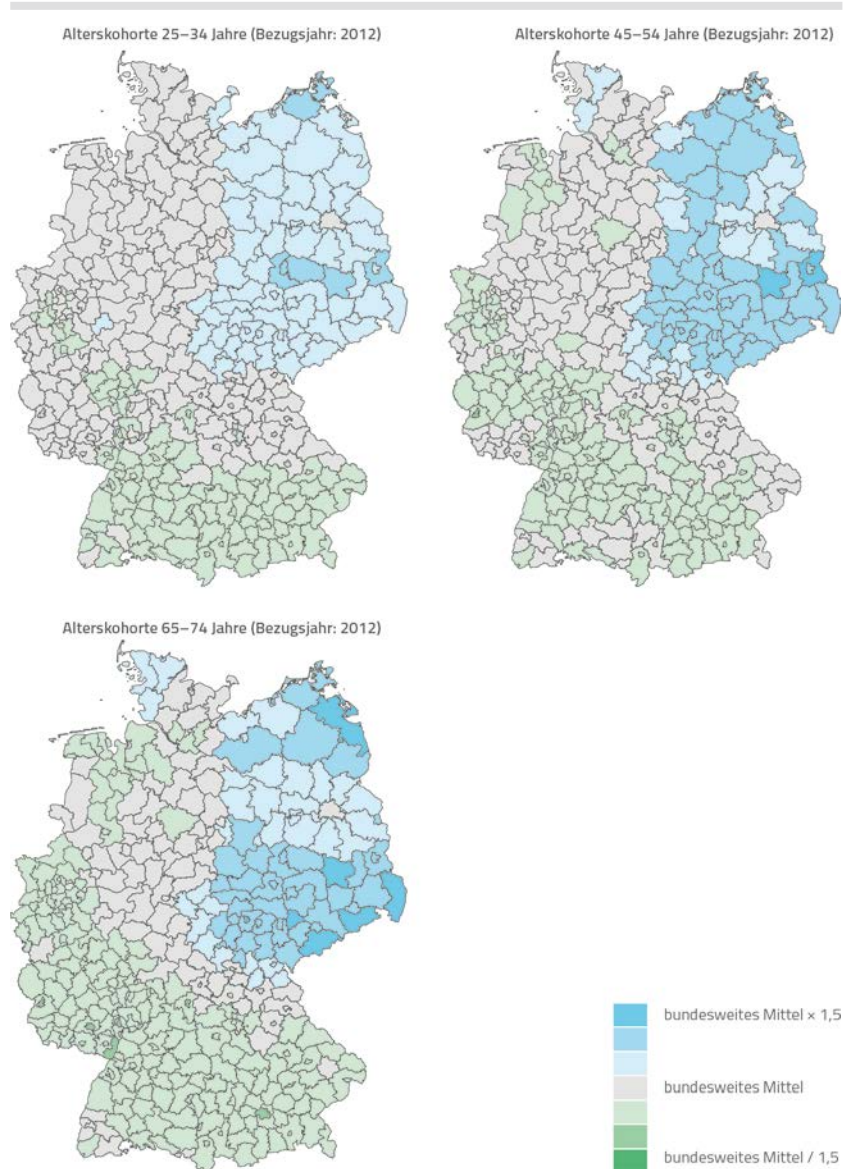 Alterskohorte 25–34 Jahre (Bezugsjahr: 2012)
Alterskohorte 45–54 Jahre (Bezugsjahr: 2012)
Alterskohorte 65–74 Jahre (Bezugsjahr: 2012)
bundesweites Mittel × 1,5
bundesweites Mittel
bundesweites Mittel / 1,5